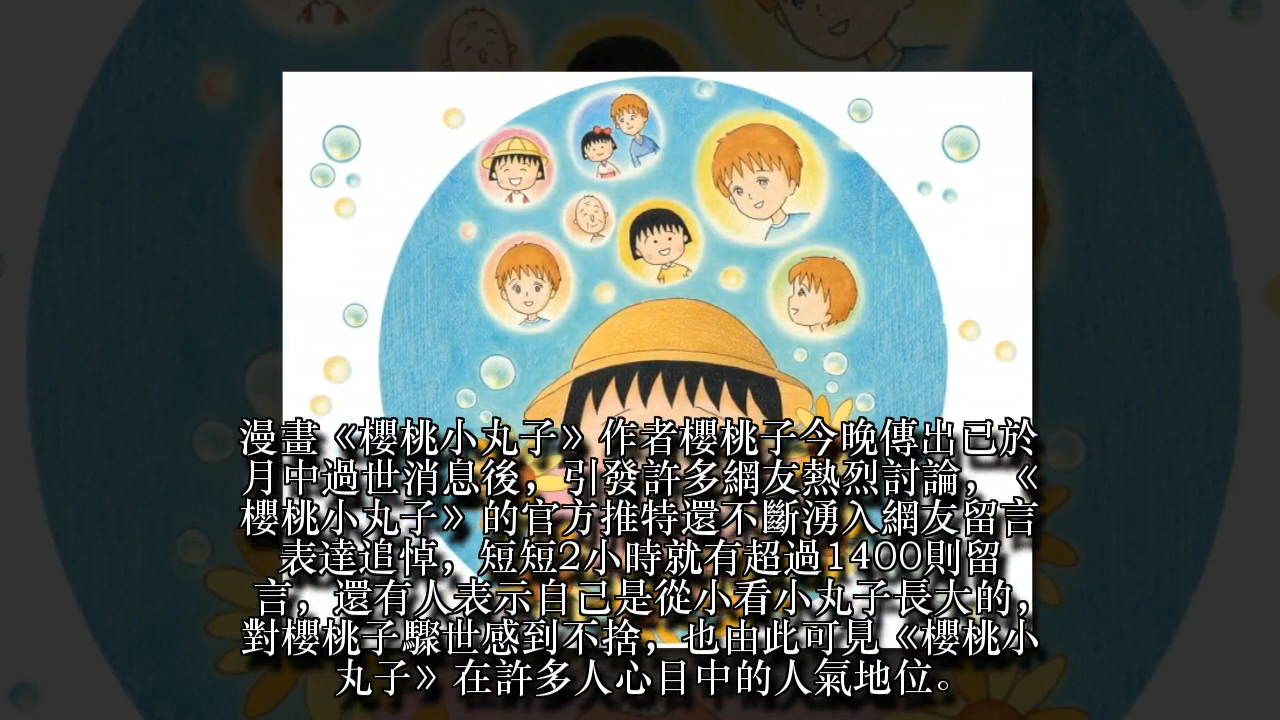 漫畫《櫻桃小丸子》作者櫻桃子今晚傳出已於
月中過世消息後，引發許多網友熱烈討論，《
櫻桃小丸子》的官方推特還不斷湧入網友留言
表達追悼，短短2小時就有超過1400則留
言，還有人表示自己是從小看小丸子長大的，
對櫻桃子驟世感到不捨，也由此可見《櫻桃小
丸子》在許多人心目中的人氣地位。